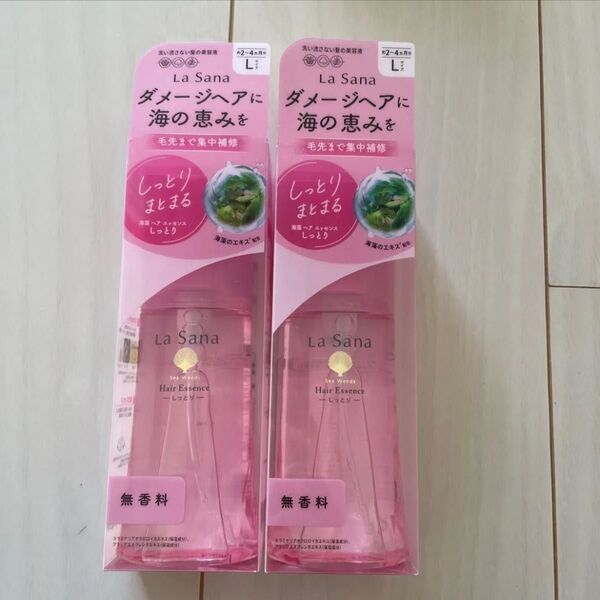 洗い流さない髪の美容液
約2~4ヵ月分
Lサイズ
La Sana
ダメージヘアに
海の恵みを
毛先まで集中補修
しっとり
まとまる
海藻 ヘア エッセンス
しっとり
海藻のエキス*配合
La Sana
Sea Weeds
Hair Essence
しっとり
無香料
洗い流さない髪の美容液
約2~4ヵ月分
Lサイズ
La Sana
ダメージヘアに
海の恵みを
毛先まで集中補修
しっとり
まとまる
海藻 ヘア エッセンス
しっとり
海藻のエキス*配合
La Sana
Sea Weeds
Hair Essence
しっとり
無香料